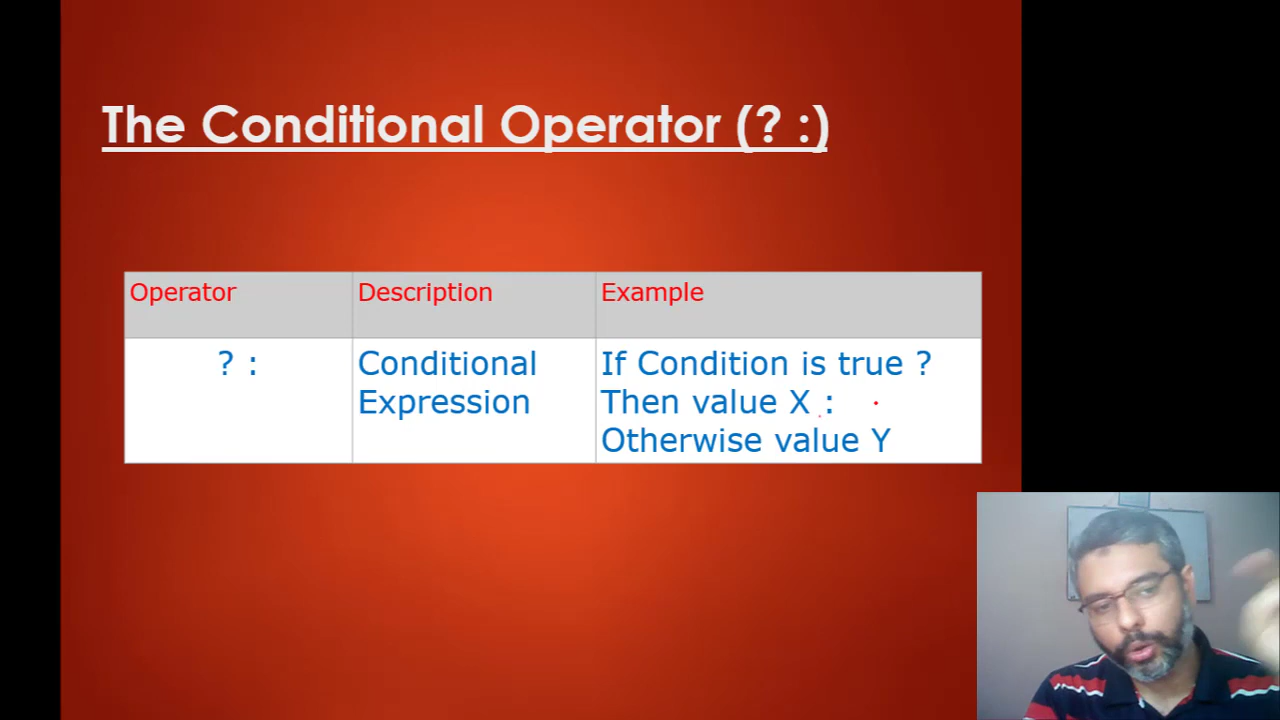 The Conditional Operator (? :)
Operator
Description
Example
? :
Conditional
Expression
If Condition is true ?
Then value X :
Otherwise value Y